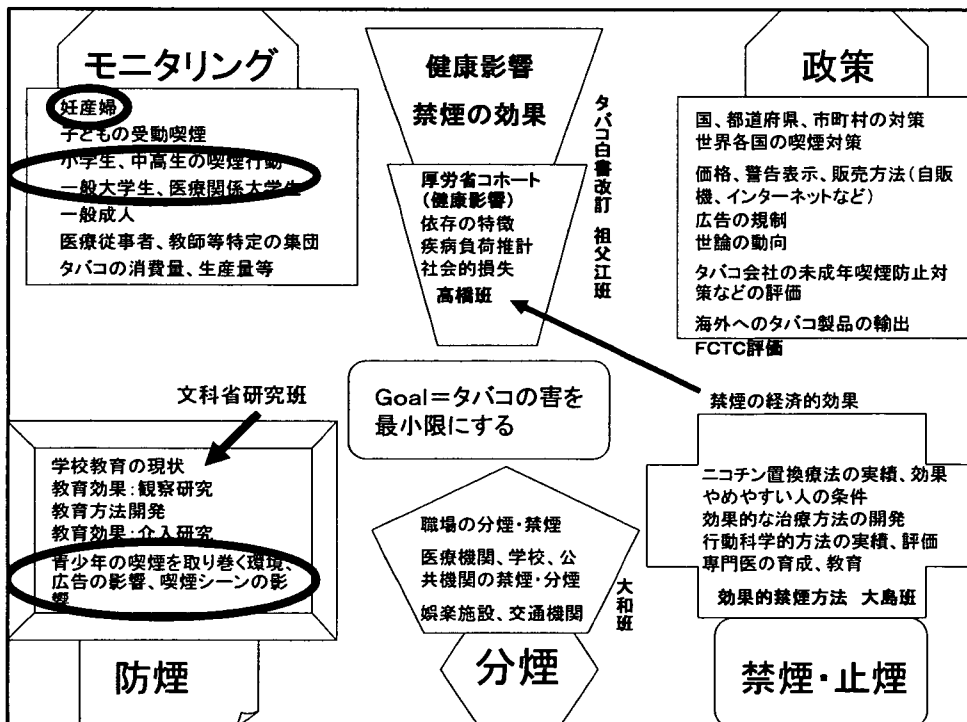 モニタリング
妊産婦
子どもの受動喫煙
小学生、中高生の喫煙行動
一般大学生、医療関係大学生
一般成人
医療従事者、教師等特定の集団
タバコの消費量、生産量等
健康影響
禁煙の効果
厚労省コホート
(健康影響)
依存の特徴
疾病負荷推計
社会的損失
高橋班
タバコ白書改訂 祖父江班
政策
国、都道府県、市町村の対策
世界各国の喫煙対策
価格、警告表示、販売方法(自販
機、インターネットなど)
広告の規制
世論の動向
タバコ会社の未成年喫煙防止対
策などの評価
海外へのタバコ製品の輸出
FCTC評価
文科省研究班
Goal=タバコの害を
最小限にする
禁煙の経済的効果
学校教育の現状
教育効果:観察研究
教育方法開発
教育効果:介入研究
青少年の喫煙を取り巻く環境、
広告の影響、喫煙シーンの影
響
防煙
職場の分煙・禁煙
医療機関、学校、公
共機関の禁煙・分煙
娯楽施設、交通機関
大和班
分煙
ニコチン置換療法の実績、効果
やめやすい人の条件
効果的な治療方法の開発
行動科学的方法の実績、評価
専門医の育成、教育
効果的禁煙方法 大島班
禁煙・止煙